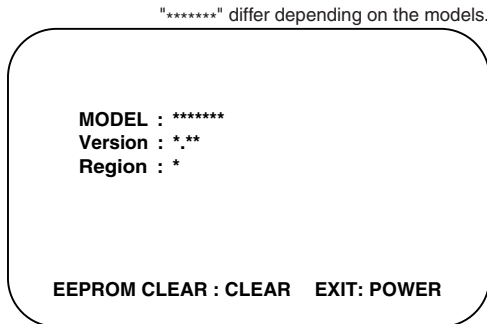 "*******" differ depending on the models.
MODEL : *******
Version : *.**
Region : *
EEPROM CLEAR : CLEAR EXIT: POWER